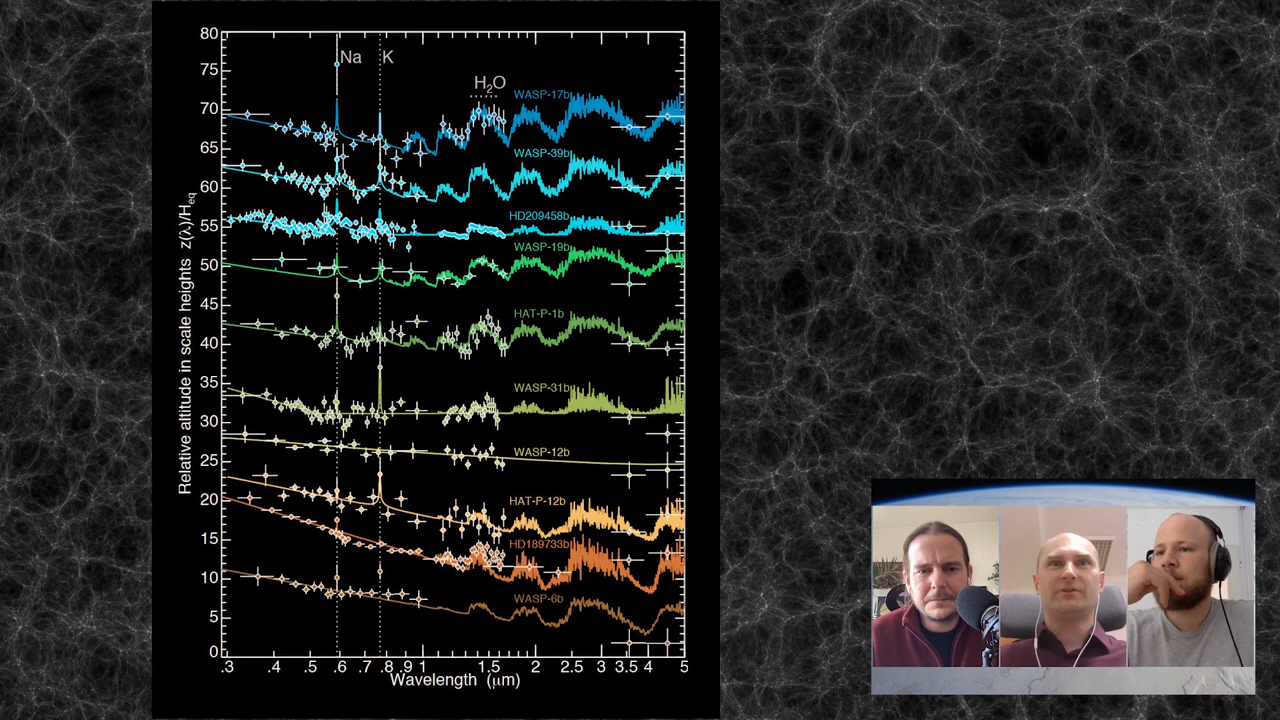 80
75
70
65
60
55
50
45
40
35
30
25
20
15
10
5
0
Relative altitude in scale heights z(λ)/Heq
Na
K
H2O
WASP-17b
WASP-39b
HD209458b
WASP-19b
HAT-P-1b
WASP-31b
WASP-12b
HAT-P-12b
HD189733b
WASP-6b
.3 .4 .5 .6 .7 .8 .9 1 1.5 2 2.5 3 3.5 4 5
Wavelength (μm)